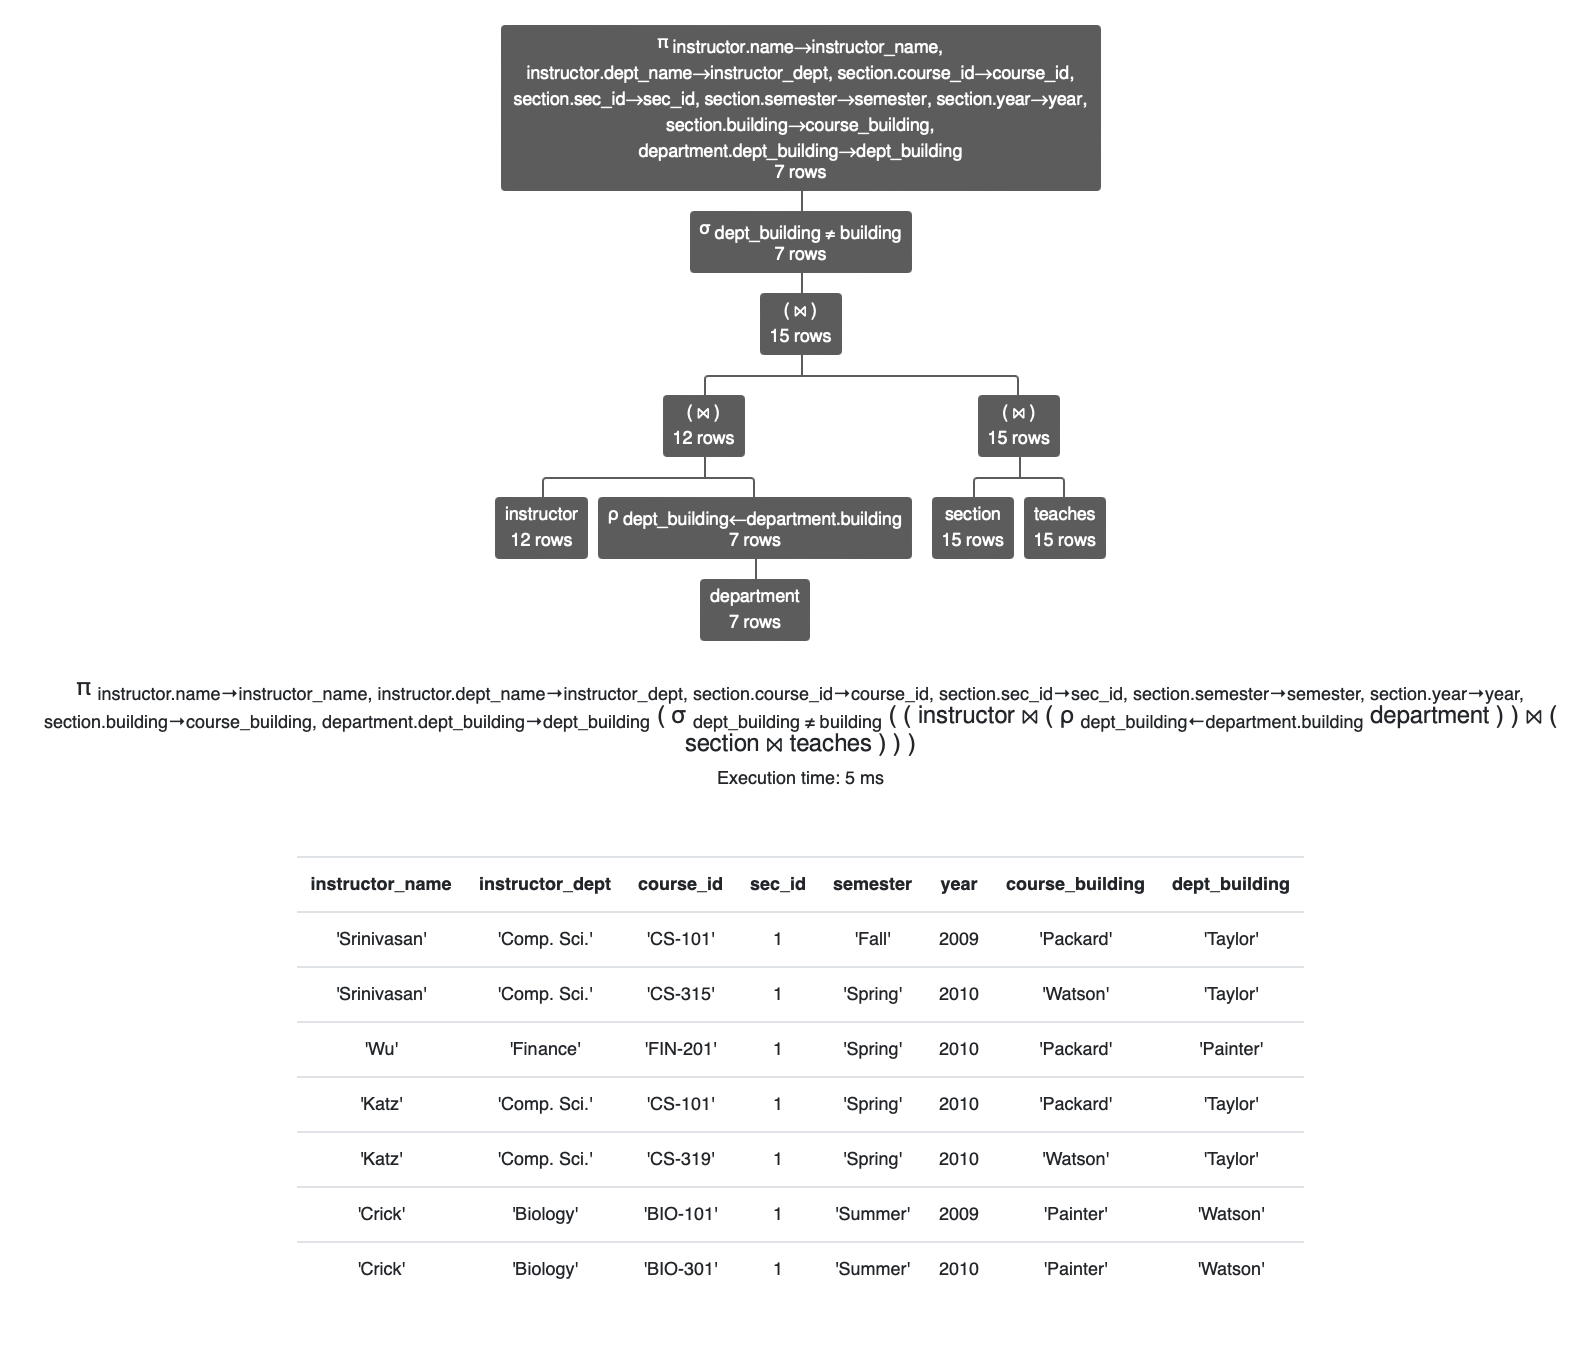 π instructor.name→instructor_name,
instructor.dept_name→instructor_dept, section.course_id→course_id,
section.sec_id→sec_id, section.semester→semester, section.year→year,
section.building→course_building,
department.dept_building→dept_building
7 rows
σ dept_building ≠ building
7 rows
( ⋈ )
15 rows
( ⋈ )
12 rows
( ⋈ )
15 rows
instructor
12 rows
ρ dept_building←department.building
7 rows
section
15 rows
teaches
15 rows
department
7 rows
π instructor.name→instructor_name, instructor.dept_name→instructor_dept, section.course_id→course_id, section.sec_id→sec_id, section.semester→semester, section.year→year,
section.building→course_building, department.dept_building→dept_building ( σ dept_building ≠ building ( ( instructor ⋈ ( ρ dept_building←department.building department ) ) ⋈ (
section ⋈ teaches ) ) )
Execution time: 5 ms
instructor_name instructor_dept course_id sec_id semester year course_building dept_building
'Srinivasan' 'Comp. Sci.' 'CS-101' 1 'Fall' 2009 'Packard' 'Taylor'
'Srinivasan' 'Comp. Sci.' 'CS-315' 1 'Spring' 2010 'Watson' 'Taylor'
'Wu' 'Finance' 'FIN-201' 1 'Spring' 2010 'Packard' 'Painter'
'Katz' 'Comp. Sci.' 'CS-101' 1 'Spring' 2010 'Packard' 'Taylor'
'Katz' 'Comp. Sci.' 'CS-319' 1 'Spring' 2010 'Watson' 'Taylor'
'Crick' 'Biology' 'BIO-101' 1 'Summer' 2009 'Painter' 'Watson'
'Crick' 'Biology' 'BIO-301' 1 'Summer' 2010 'Painter' 'Watson'